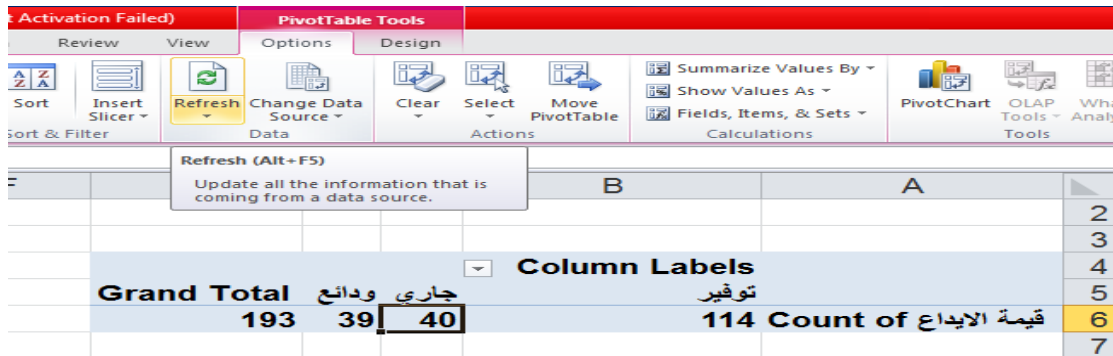 t Activation Failed) PivotTable Tools
Review View Options Design
Sort Insert Slicer Refresh Change Data Source Clear Select Move PivotTable Summarize Values By PivotChart OLAP Tools
Show Values As
Fields, Items, & Sets
Sort & Filter Data Actions Calculations Tools
Refresh (Alt+F5)
Update all the information that is
coming from a data source.
B A
2
3
Column Labels 4
Grand Total ودائع جاري توفير 5
193 39 40 114 Count of قيمة الايداع 6
7